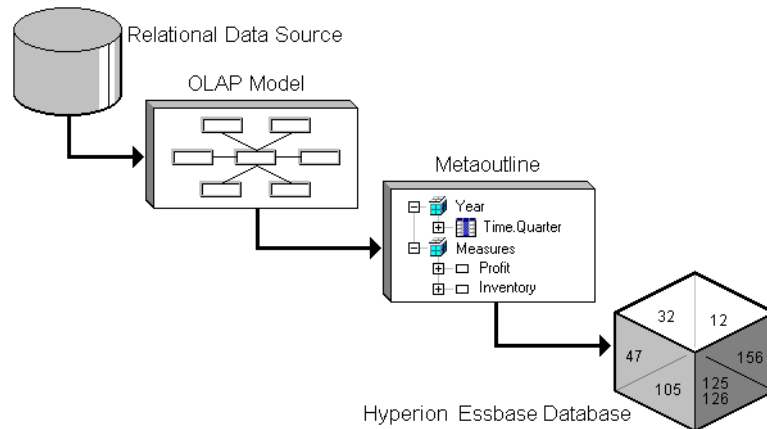 Relational Data Source
OLAP Model
Metaoutline
Year
Time.Quarter
Measures
Profit
Inventory
32
12
47
156
105
125
126
Hyperion Essbase Database